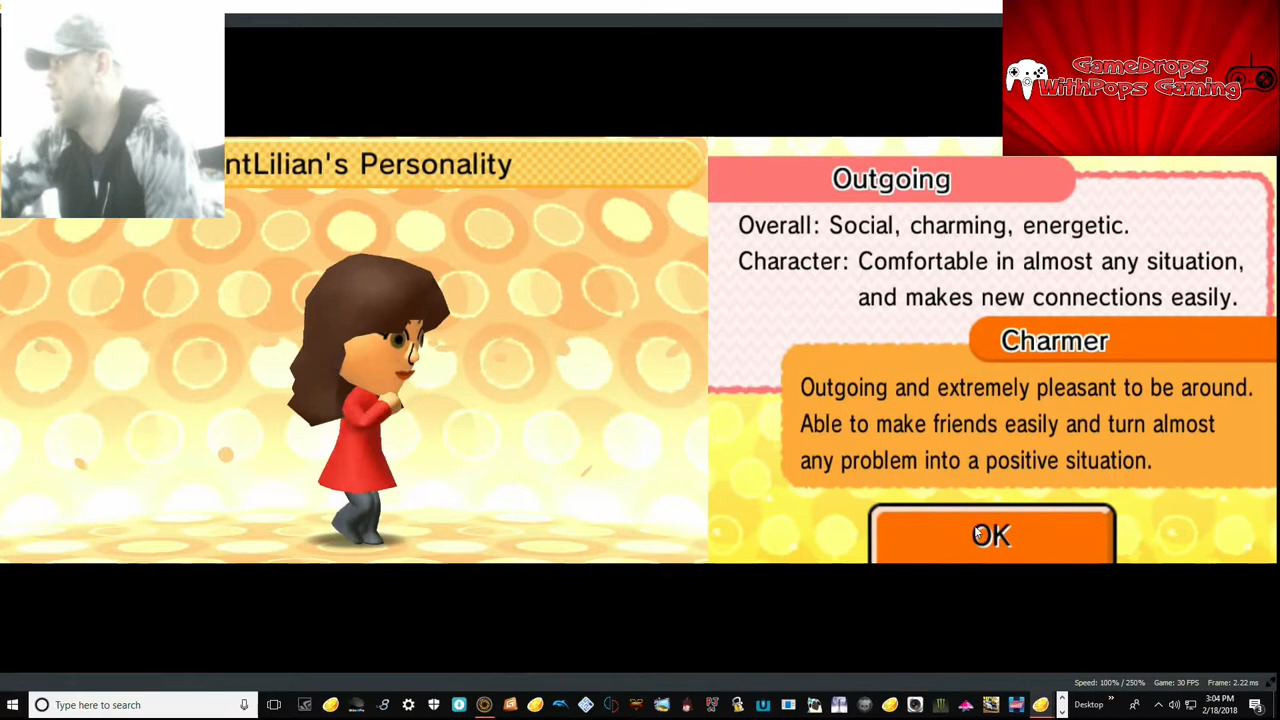 GameDrops
WithPops Gaming
ntLilian's Personality
Outgoing
Overall: Social, charming, energetic.
Character: Comfortable in almost any situation,
and makes new connections easily.
Charmer
Outgoing and extremely pleasant to be around.
Able to make friends easily and turn almost
any problem into a positive situation.
OK
Speed: 100% / 250% Game: 30 FPS Frame: 2.22 ms
Type here to search
Desktop
3:04 PM
2/18/2018